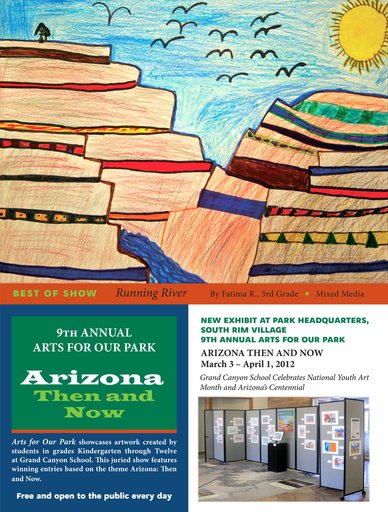 BEST OF SHOW Running River By Fatima R., 3rd Grade • Mixed Media
9TH ANNUAL
ARTS FOR OUR PARK
Arizona
Then and
Now
Arts for Our Park showcases artwork created by
students in grades Kindergarten through Twelve
at Grand Canyon School. This juried show features
winning entries based on the theme Arizona: Then
and Now.
Free and open to the public every day
NEW EXHIBIT AT PARK HEADQUARTERS,
SOUTH RIM VILLAGE
9TH ANNUAL ARTS FOR OUR PARK
ARIZONA THEN AND NOW
March 3 – April 1, 2012
Grand Canyon School Celebrates National Youth Art
Month and Arizona's Centennial